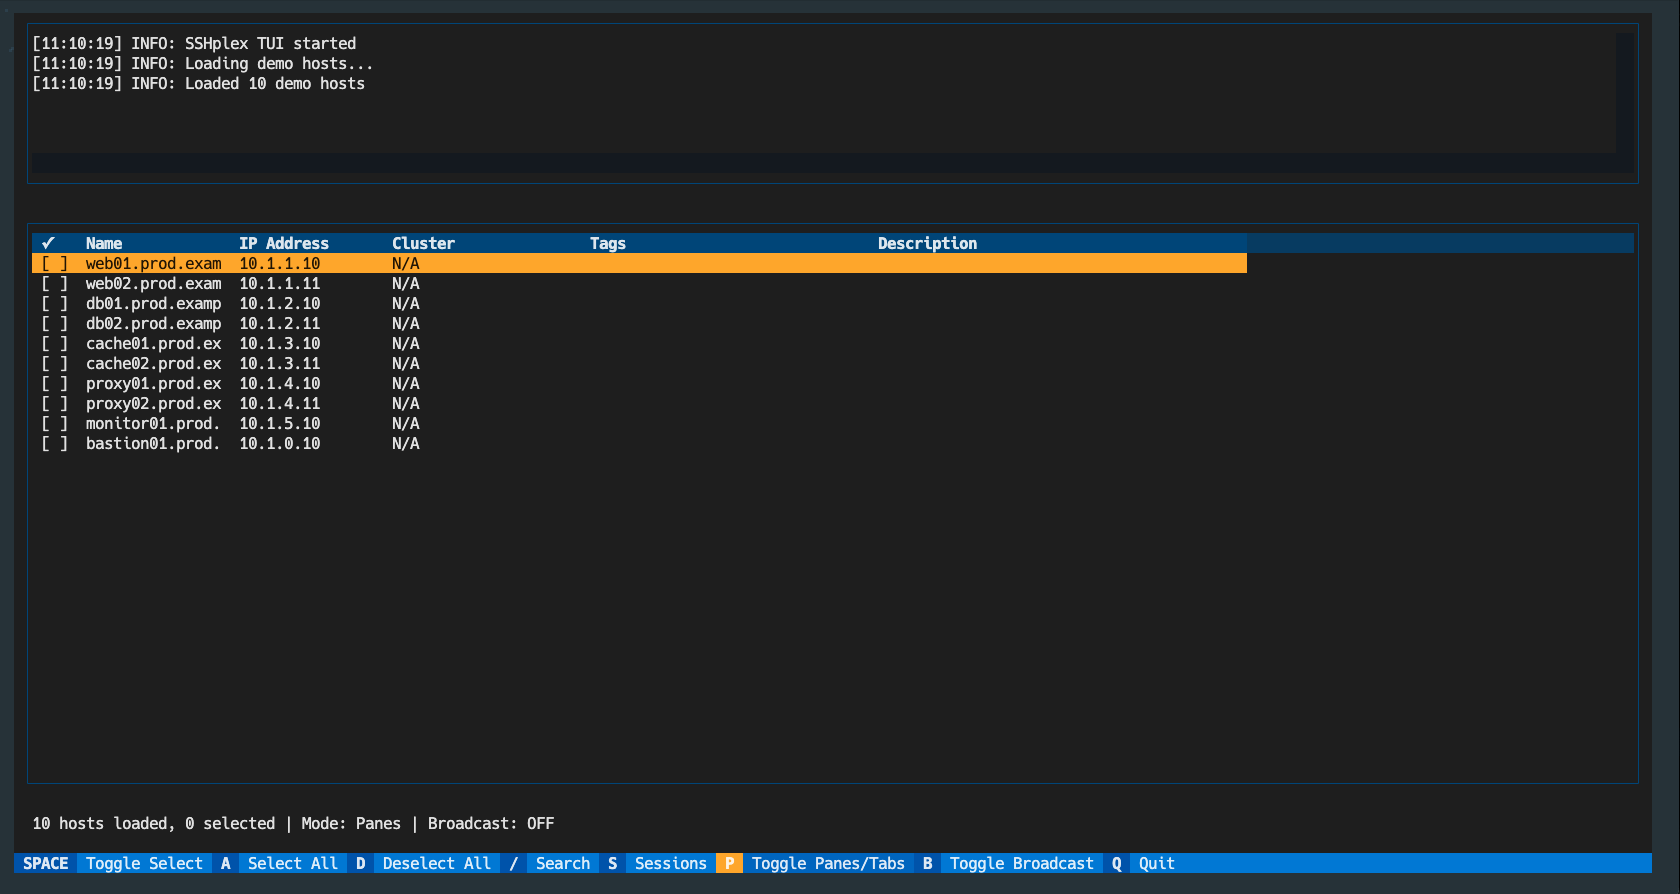 [11:10:19] INFO: SSHplex TUI started
[11:10:19] INFO: Loading demo hosts...
[11:10:19] INFO: Loaded 10 demo hosts
✓ Name IP Address Cluster Tags Description
[ ] web01.prod.exam 10.1.1.10 N/A
[ ] web02.prod.exam 10.1.1.11 N/A
[ ] db01.prod.examp 10.1.2.10 N/A
[ ] db02.prod.examp 10.1.2.11 N/A
[ ] cache01.prod.ex 10.1.3.10 N/A
[ ] cache02.prod.ex 10.1.3.11 N/A
[ ] proxy01.prod.ex 10.1.4.10 N/A
[ ] proxy02.prod.ex 10.1.4.11 N/A
[ ] monitor01.prod. 10.1.5.10 N/A
[ ] bastion01.prod. 10.1.0.10 N/A
10 hosts loaded, 0 selected | Mode: Panes | Broadcast: OFF
SPACE Toggle Select A Select All D Deselect All / Search S Sessions P Toggle Panes/Tabs B Toggle Broadcast Q Quit